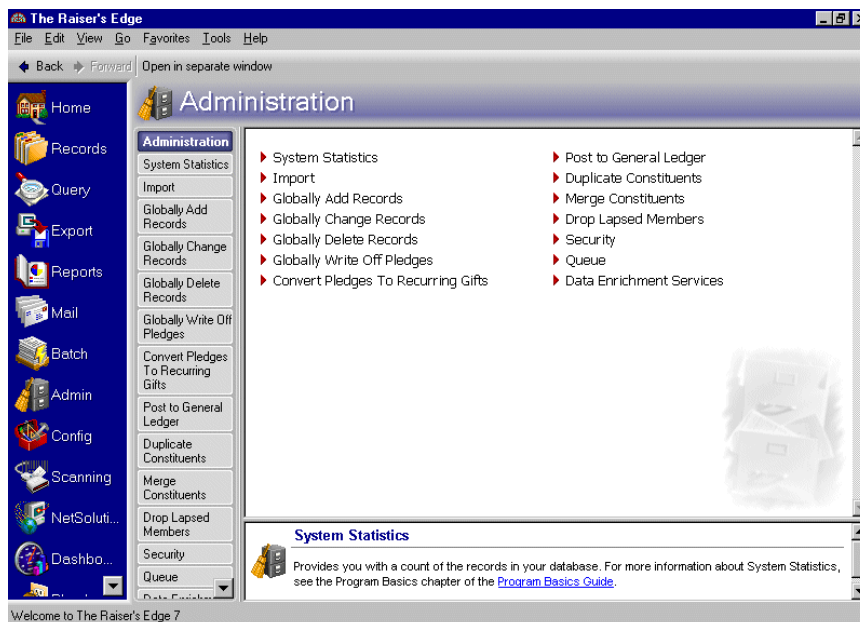 The Raiser's Edge
File Edit View Go Favorites Tools Help
Back Forward Open in separate window
Administration
Home
Records
Query
Export
Reports
Mail
Batch
Admin
Config
Scanning
NetSoluti...
Dashbo...
Administration
System Statistics
Import
Globally Add
Records
Globally Change
Records
Globally Delete
Records
Globally Write Off
Pledges
Convert Pledges
To Recurring
Gifts
Post to General
Ledger
Duplicate
Constituents
Merge
Constituents
Drop Lapsed
Members
Security
Queue
System Statistics
Import
Globally Add Records
Globally Change Records
Globally Delete Records
Globally Write Off Pledges
Convert Pledges To Recurring Gifts
Post to General Ledger
Duplicate Constituents
Merge Constituents
Drop Lapsed Members
Security
Queue
Data Enrichment Services
System Statistics
Provides you with a count of the records in your database. For more information about System Statistics,
see the Program Basics chapter of the Program Basics Guide.
Welcome to The Raiser's Edge 7